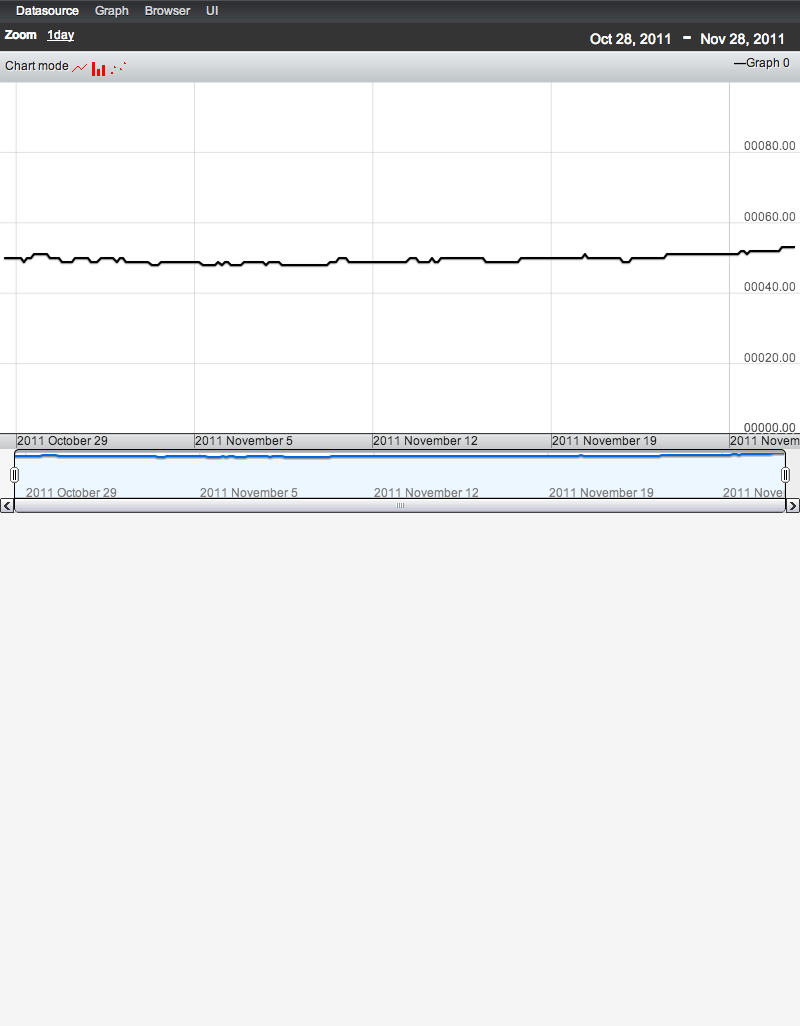 Datasource Graph Browser UI
Zoom 1day
Oct 28, 2011 – Nov 28, 2011
Chart mode
Graph 0
00080.00
00060.00
00040.00
00020.00
00000.00
2011 October 29 2011 November 5 2011 November 12 2011 November 19 2011 Novem
2011 October 29 2011 November 5 2011 November 12 2011 November 19 2011 Nove